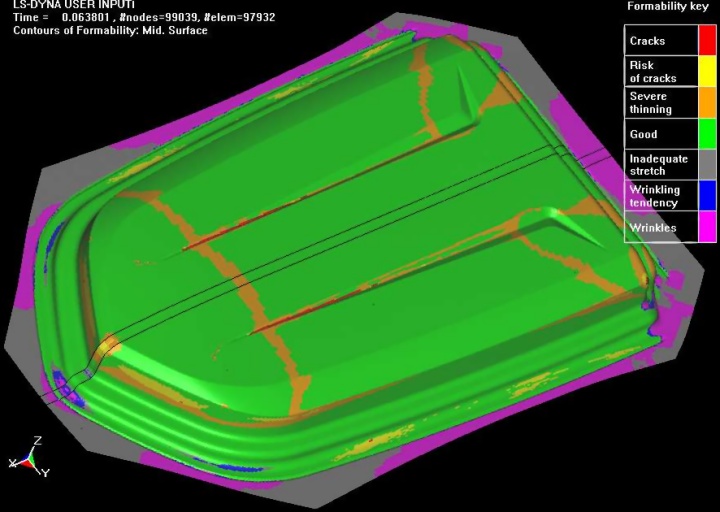 LS-DYNA USER INPUT
Time =    0.063801 , #nodes=99039, #elem=97932
Contours of Formability: Mid. Surface
Formability key
Cracks
Risk
of cracks
Severe
thinning
Good
Inadequate
stretch
Wrinkling
tendency
Wrinkles
Z
X
Y